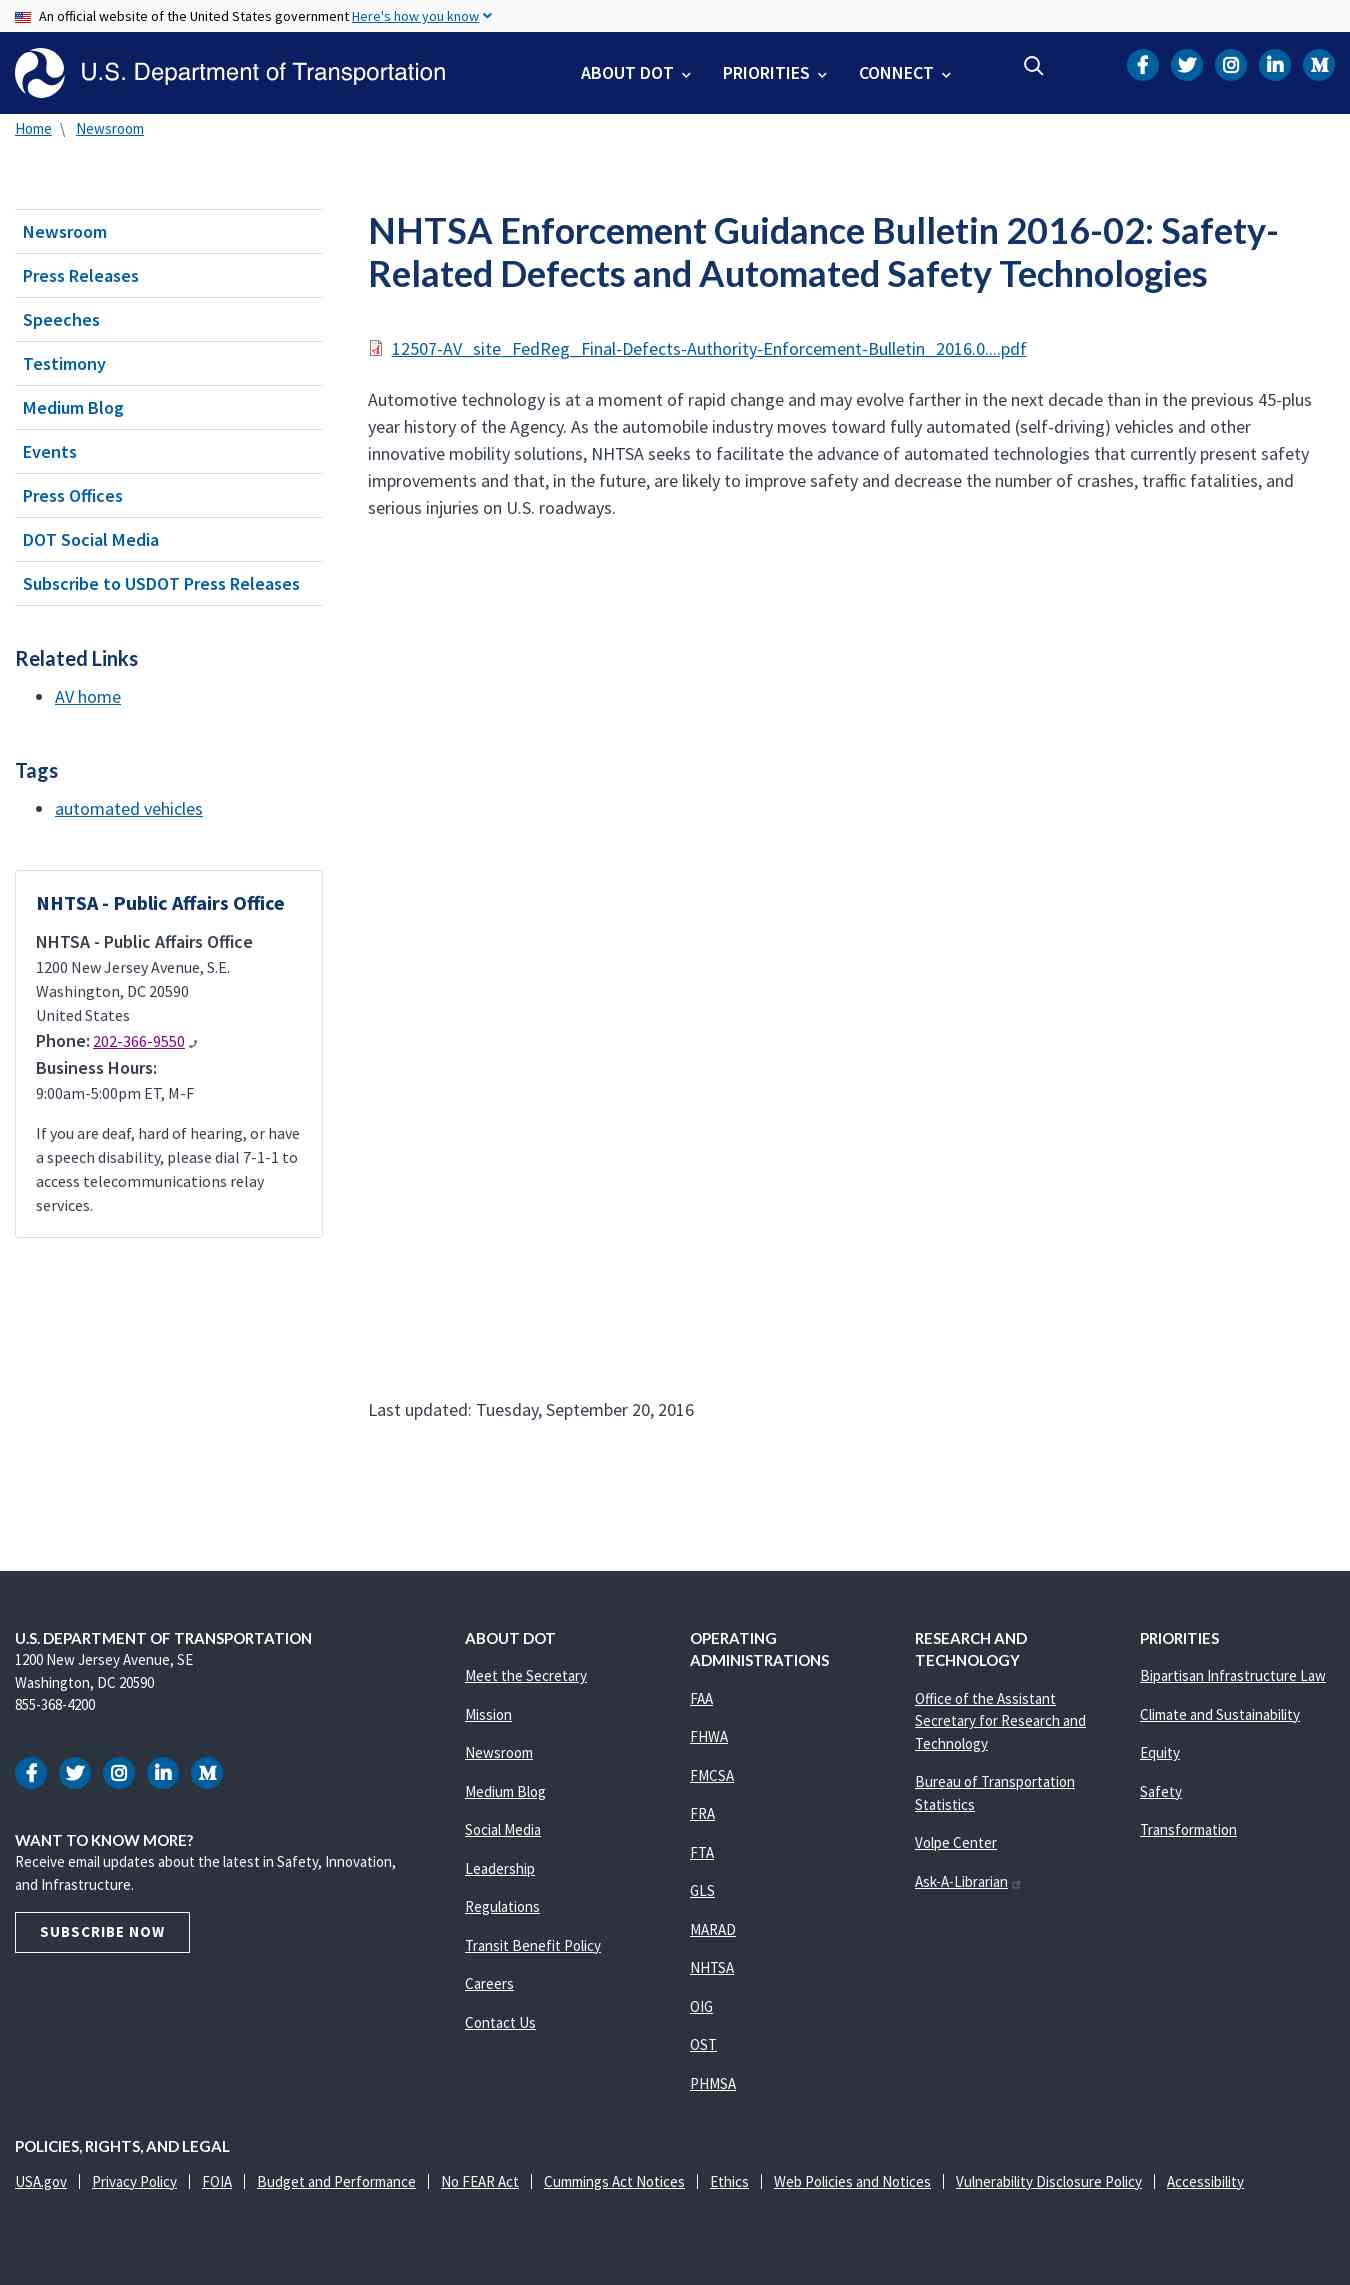 An official website of the United States government Here's how you know
U.S. Department of Transportation
ABOUT DOT
PRIORITIES
CONNECT
Home \ Newsroom
Newsroom
Press Releases
Speeches
Testimony
Medium Blog
Events
Press Offices
DOT Social Media
Subscribe to USDOT Press Releases
Related Links
AV home
Tags
automated vehicles
NHTSA - Public Affairs Office
NHTSA - Public Affairs Office
1200 New Jersey Avenue, S.E.
Washington, DC 20590
United States
Phone: 202-366-9550
Business Hours:
9:00am-5:00pm ET, M-F
If you are deaf, hard of hearing, or have
a speech disability, please dial 7-1-1 to
access telecommunications relay
services.
NHTSA Enforcement Guidance Bulletin 2016-02: Safety-
Related Defects and Automated Safety Technologies
12507-AV_site_FedReg_Final-Defects-Authority-Enforcement-Bulletin_2016.0....pdf
Automotive technology is at a moment of rapid change and may evolve farther in the next decade than in the previous 45-plus
year history of the Agency. As the automobile industry moves toward fully automated (self-driving) vehicles and other
innovative mobility solutions, NHTSA seeks to facilitate the advance of automated technologies that currently present safety
improvements and that, in the future, are likely to improve safety and decrease the number of crashes, traffic fatalities, and
serious injuries on U.S. roadways.
Last updated: Tuesday, September 20, 2016
U.S. DEPARTMENT OF TRANSPORTATION
1200 New Jersey Avenue, SE
Washington, DC 20590
855-368-4200
WANT TO KNOW MORE?
Receive email updates about the latest in Safety, Innovation,
and Infrastructure.
SUBSCRIBE NOW
ABOUT DOT
Meet the Secretary
Mission
Newsroom
Medium Blog
Social Media
Leadership
Regulations
Transit Benefit Policy
Careers
Contact Us
OPERATING
ADMINISTRATIONS
FAA
FHWA
FMCSA
FRA
FTA
GLS
MARAD
NHTSA
OIG
OST
PHMSA
RESEARCH AND
TECHNOLOGY
Office of the Assistant
Secretary for Research and
Technology
Bureau of Transportation
Statistics
Volpe Center
Ask-A-Librarian
PRIORITIES
Bipartisan Infrastructure Law
Climate and Sustainability
Equity
Safety
Transformation
POLICIES, RIGHTS, AND LEGAL
USA.gov | Privacy Policy | FOIA | Budget and Performance | No FEAR Act | Cummings Act Notices | Ethics | Web Policies and Notices | Vulnerability Disclosure Policy | Accessibility